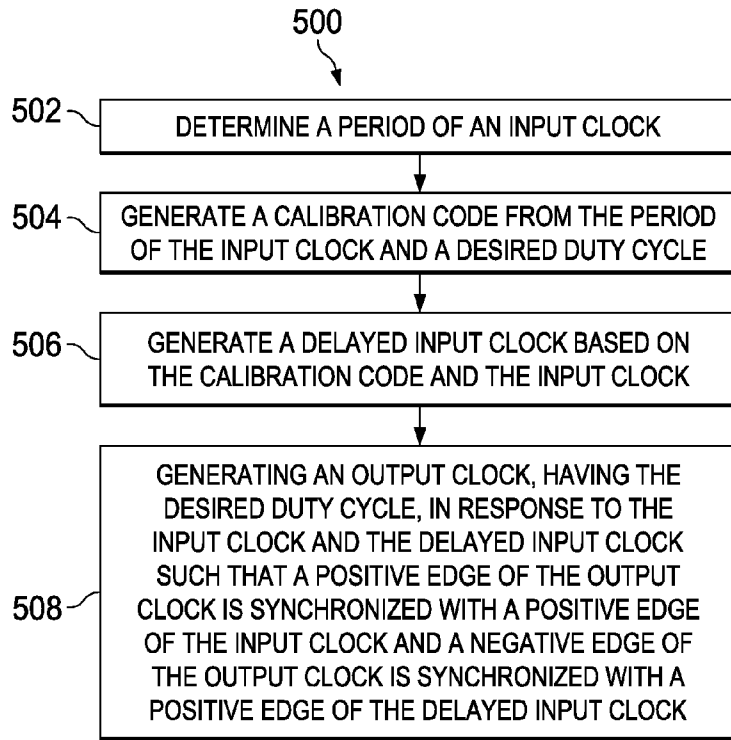 500
502
DETERMINE A PERIOD OF AN INPUT CLOCK
504
GENERATE A CALIBRATION CODE FROM THE PERIOD
OF THE INPUT CLOCK AND A DESIRED DUTY CYCLE
506
GENERATE A DELAYED INPUT CLOCK BASED ON
THE CALIBRATION CODE AND THE INPUT CLOCK
508
GENERATING AN OUTPUT CLOCK, HAVING THE
DESIRED DUTY CYCLE, IN RESPONSE TO THE
INPUT CLOCK AND THE DELAYED INPUT CLOCK
SUCH THAT A POSITIVE EDGE OF THE OUTPUT
CLOCK IS SYNCHRONIZED WITH A POSITIVE EDGE
OF THE INPUT CLOCK AND A NEGATIVE EDGE OF
THE OUTPUT CLOCK IS SYNCHRONIZED WITH A
POSITIVE EDGE OF THE DELAYED INPUT CLOCK